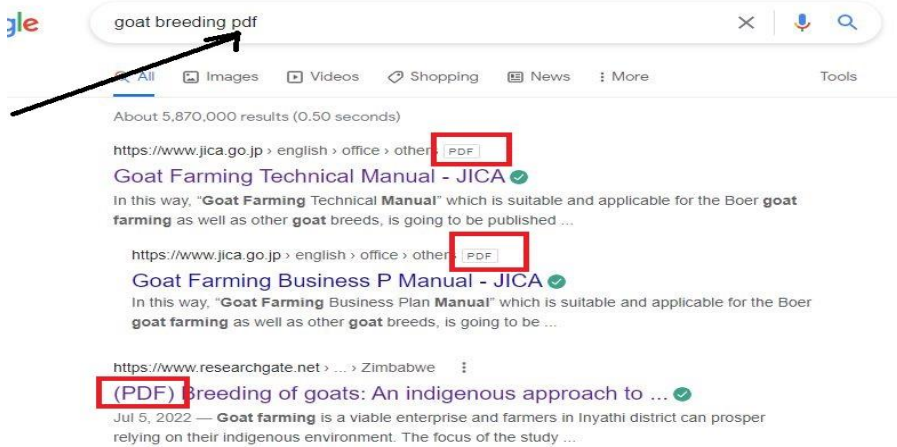 gle
goat breeding pdf
All Images Videos Shopping News More Tools
About 5,870,000 results (0.50 seconds)
https://www.jica.go.jp › english › office › others PDF
Goat Farming Technical Manual - JICA
In this way, "Goat Farming Technical Manual" which is suitable and applicable for the Boer goat
farming as well as other goat breeds, is going to be published ...
https://www.jica.go.jp › english › office › others PDF
Goat Farming Business P Manual - JICA
In this way, "Goat Farming Business Plan Manual" which is suitable and applicable for the Boer
goat farming as well as other goat breeds, is going to be ...
https://www.researchgate.net › ... › Zimbabwe
(PDF) Breeding of goats: An indigenous approach to ...
Jul 5, 2022 — Goat farming is a viable enterprise and farmers in Inyathi district can prosper
relying on their indigenous environment. The focus of the study ...